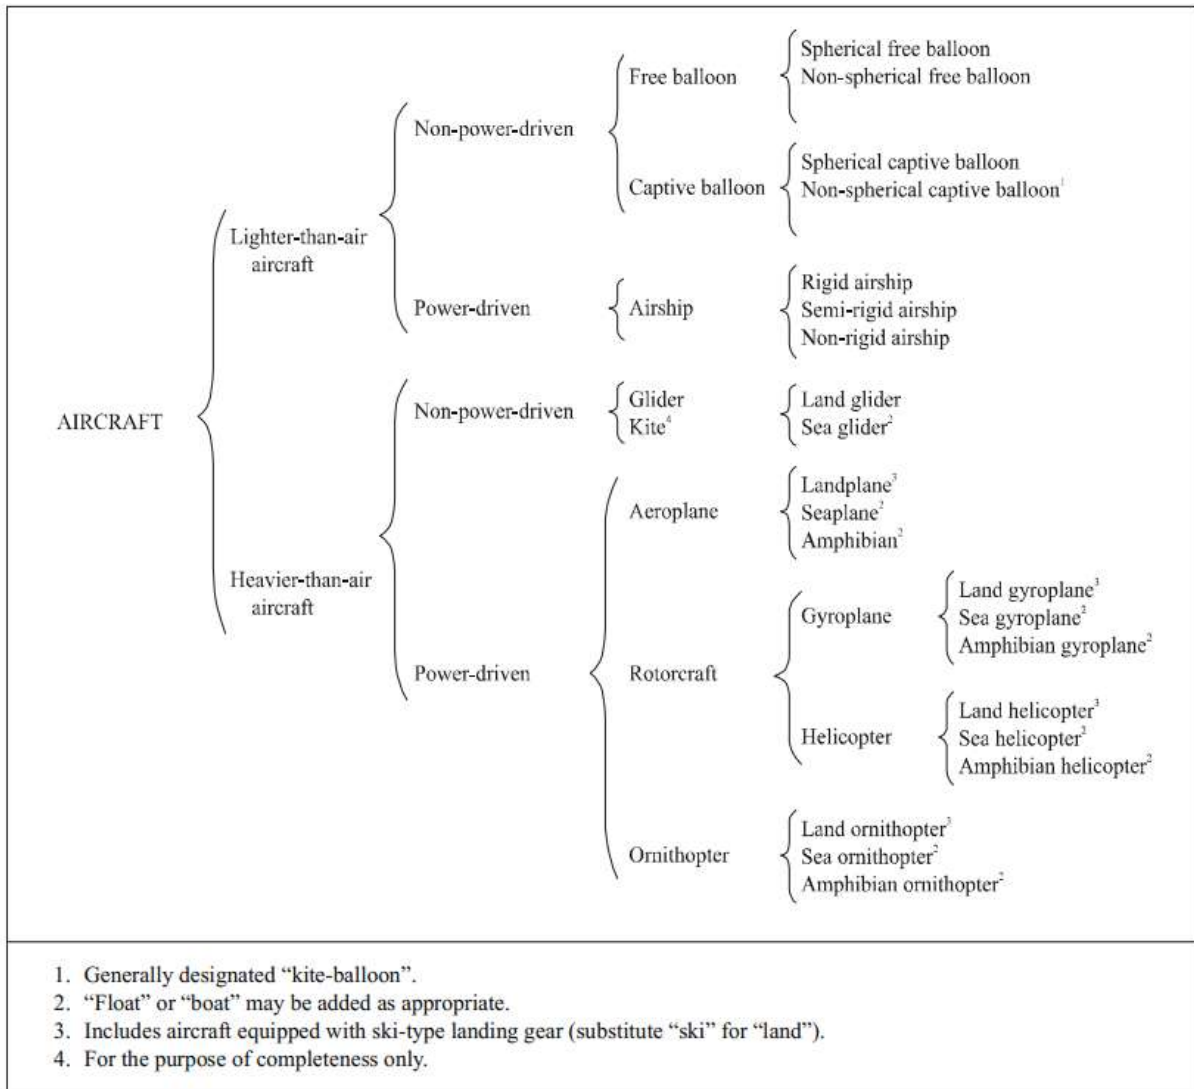 Spherical free balloon
Free balloon
Non-spherical free balloon
Non-power-driven
Spherical captive balloon
Captive balloon
Non-spherical captive balloon¹
Lighter-than-air
aircraft
Rigid airship
Power-driven
Airship
Semi-rigid airship
Non-rigid airship
AIRCRAFT
Non-power-driven
Glider
Kite⁴
Land glider
Sea glider²
Landplane³
Aeroplane
Seaplane²
Amphibian²
Heavier-than-air
aircraft
Land gyroplane³
Gyroplane
Sea gyroplane²
Amphibian gyroplane²
Power-driven
Rotorcraft
Land helicopter³
Helicopter
Sea helicopter²
Amphibian helicopter²
Land ornithopter³
Ornithopter
Sea ornithopter²
Amphibian ornithopter²
1. Generally designated “kite-balloon”.
2. “Float” or “boat” may be added as appropriate.
3. Includes aircraft equipped with ski-type landing gear (substitute “ski” for “land”).
4. For the purpose of completeness only.